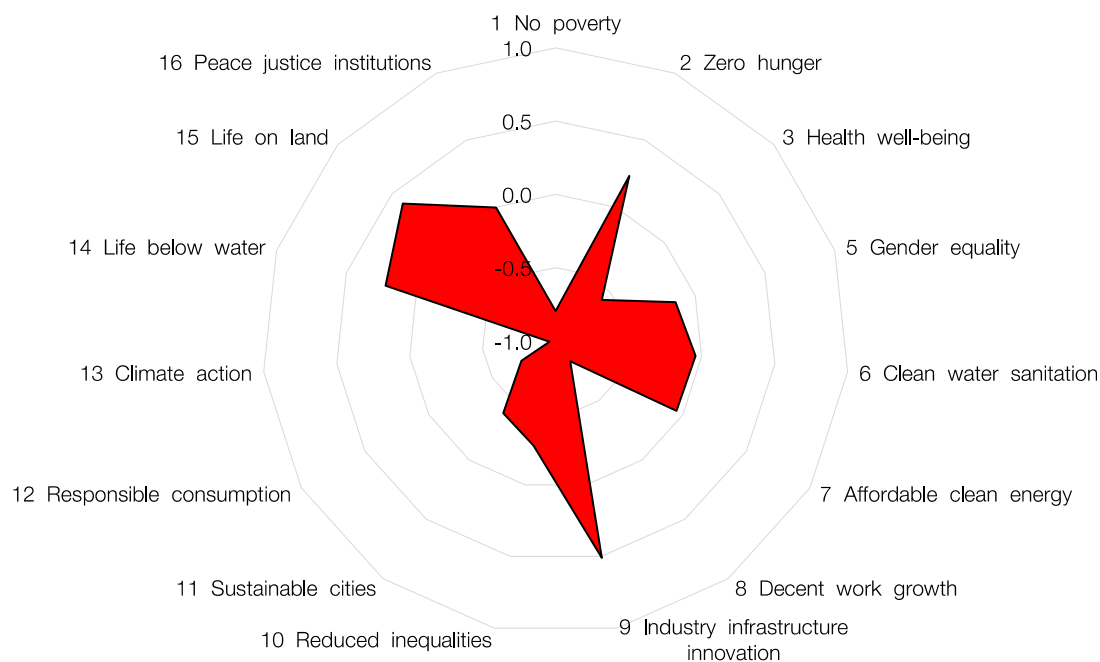 1 No poverty
1.0
16 Peace justice institutions
2 Zero hunger
0.5
15 Life on land
3 Health well-being
0.0
14 Life below water
5 Gender equality
-0.5
-1.0
13 Climate action
6 Clean water sanitation
12 Responsible consumption
7 Affordable clean energy
11 Sustainable cities
8 Decent work growth
10 Reduced inequalities
9 Industry infrastructure
innovation